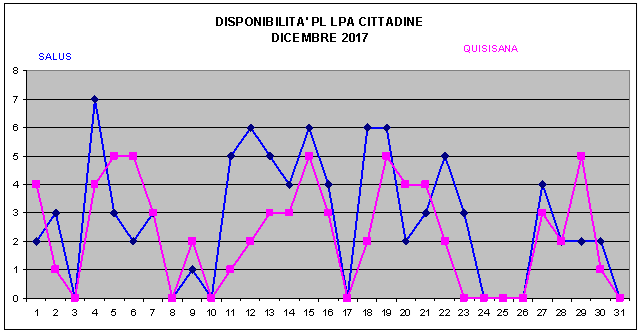 DISPONIBILITA' PL LPA CITTADINE
DICEMBRE 2017
SALUS
QUISISANA
8
7
6
5
4
3
2
1
0
1 2 3 4 5 6 7 8 9 10 11 12 13 14 15 16 17 18 19 20 21 22 23 24 25 26 27 28 29 30 31